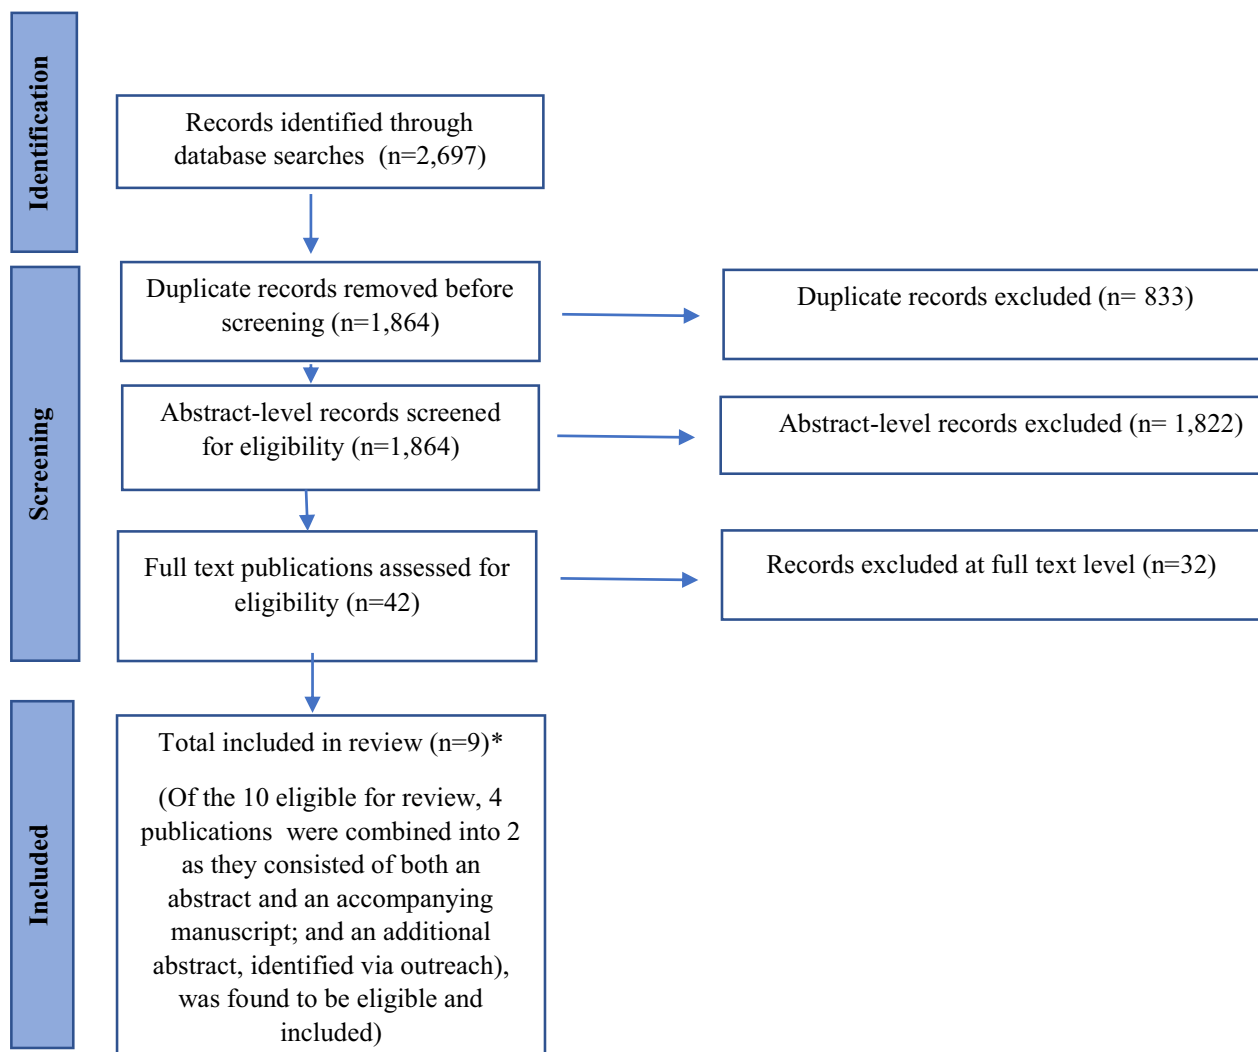 Identification
Records identified through
database searches  (n=2,697)
Screening
Duplicate records removed before
screening (n=1,864)
Duplicate records excluded (n= 833)
Abstract-level records screened
for eligibility (n=1,864)
Abstract-level records excluded (n= 1,822)
Full text publications assessed for
eligibility (n=42)
Records excluded at full text level (n=32)
Included
Total included in review (n=9)*
(Of the 10 eligible for review, 4
publications  were combined into 2
as they consisted of both an
abstract and an accompanying
manuscript; and an additional
abstract, identified via outreach),
was found to be eligible and
included)